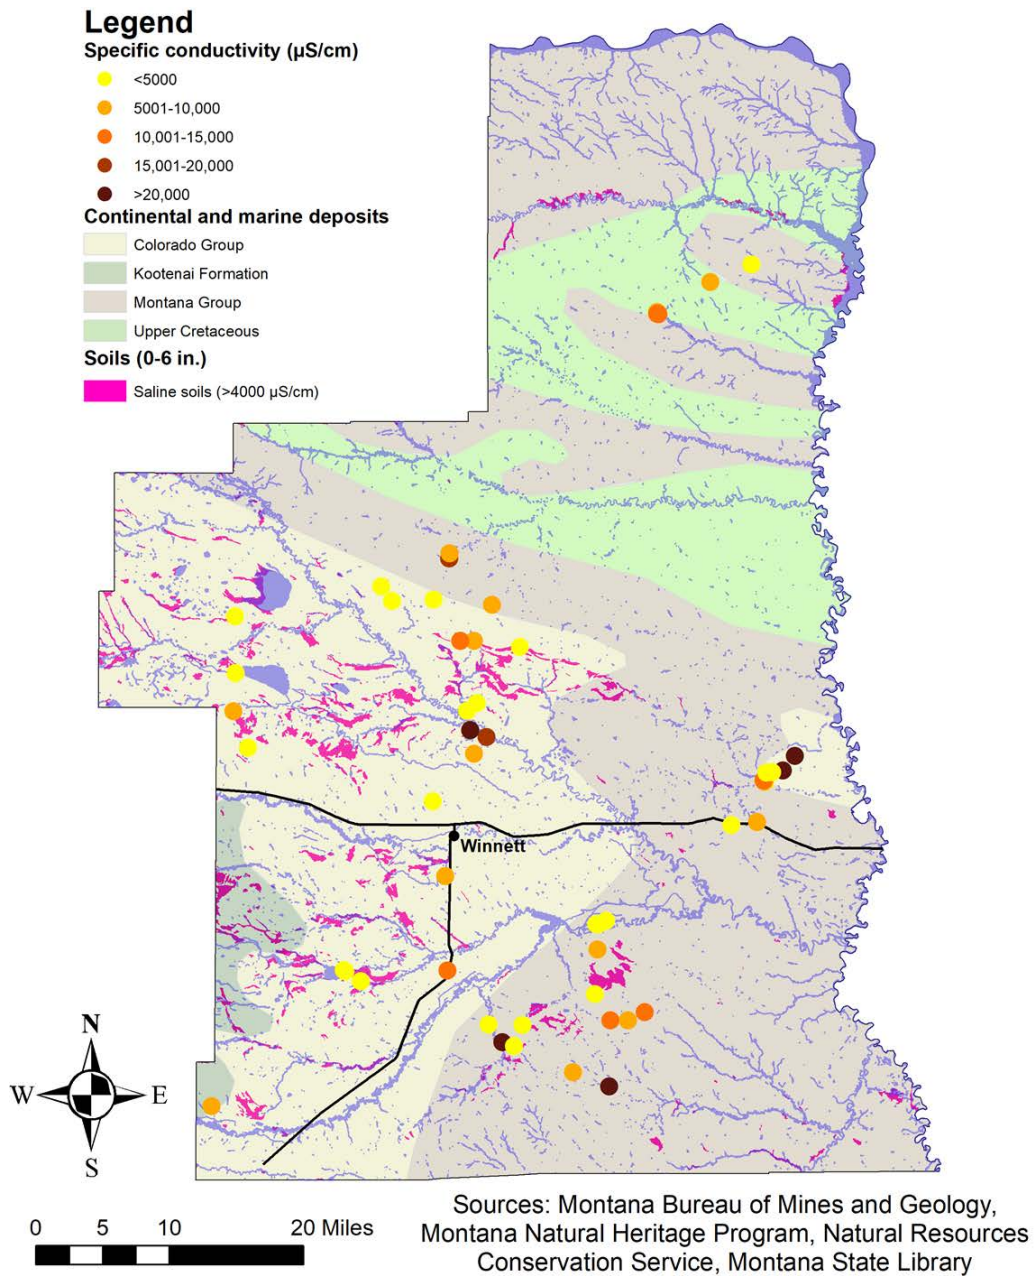 Legend
Specific conductivity (µS/cm)
<5000
5001-10,000
10,001-15,000
15,001-20,000
>20,000
Continental and marine deposits
Colorado Group
Kootenai Formation
Montana Group
Upper Cretaceous
Soils (0-6 in.)
Saline soils (>4000 µS/cm)
Winnett
N
W E
S
0 5 10 20 Miles
Sources: Montana Bureau of Mines and Geology,
Montana Natural Heritage Program, Natural Resources
Conservation Service, Montana State Library